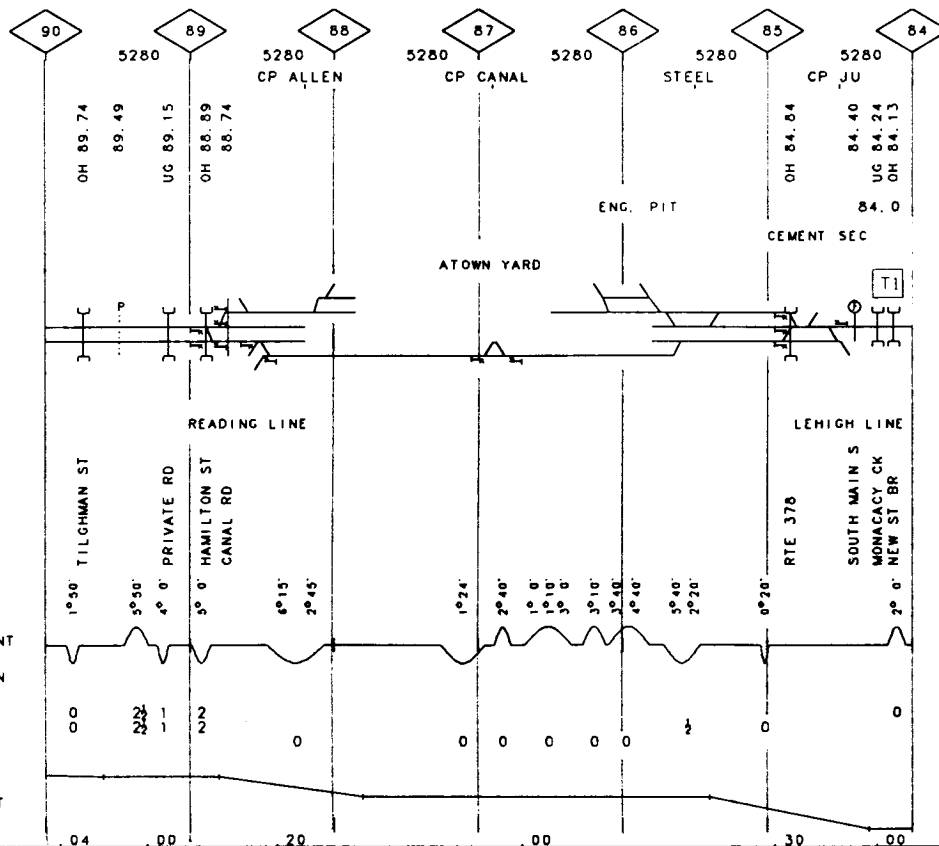 90 89 88 87 86 85 84
5280 5280 5280 5280 5280 5280
CP ALLEN CP CANAL STEEL CP JU
OH 89.74
89.49
UG 89.15
OH 88.89
88.74
OH 84.84
84.40
UG 84.24
OH 84.13
ENG. PIT 84.0
CEMENT SEC
ATOWN YARD
T1
P
READING LINE LEHIGH LINE
TILGHMAN ST
PRIVATE RD
HAMILTON ST
CANAL RD
RTE 378
SOUTH MAIN S
MONACACY CK
NEW ST BR
1°50'
5°50'
4° 0'
5° 0'
6°15'
2°45'
1°24'
2°40'
1° 0'
1°10'
3° 0'
3°10'
3°40'
4°40'
5°40'
2°20'
0°20'
2° 0'
NT
N
0 2½ 1 2 0
0 2½ 1 2 ½ 0
0 0 0 0 0 0
T
04 00 20 00 30 00